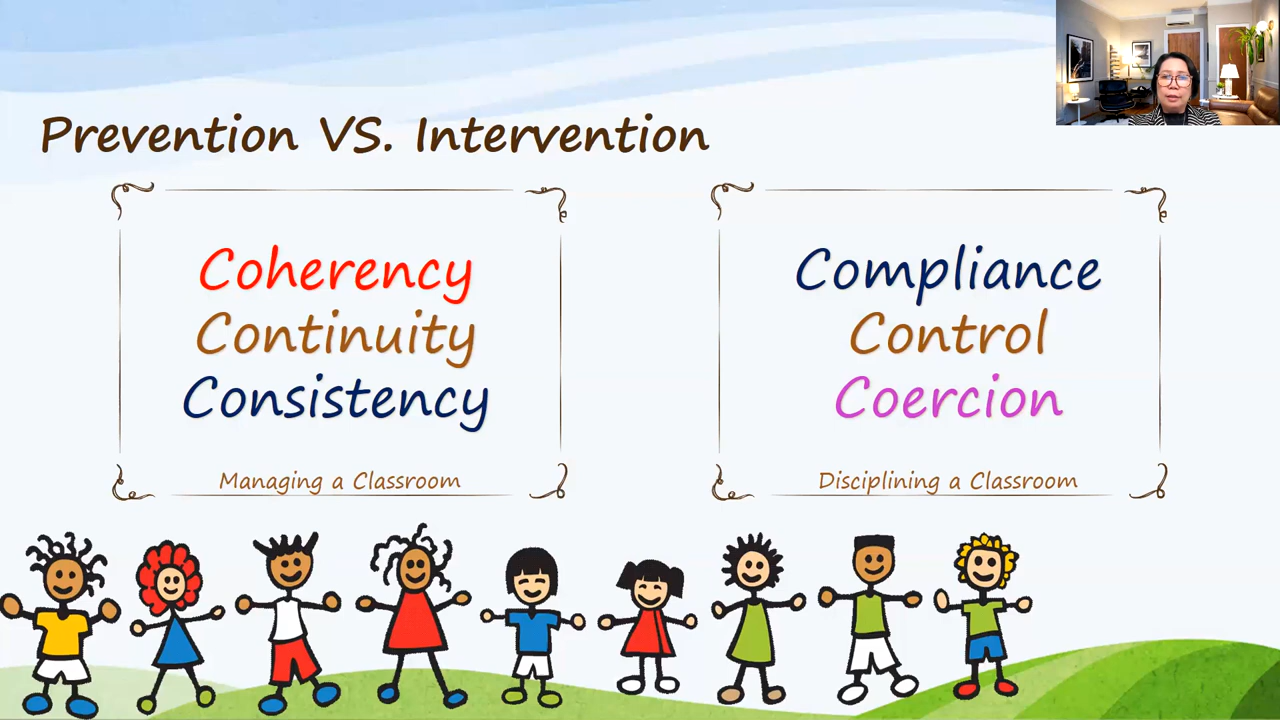 Prevention VS. Intervention
Coherency
Continuity
Consistency
Managing a Classroom
Compliance
Control
Coercion
Disciplining a Classroom